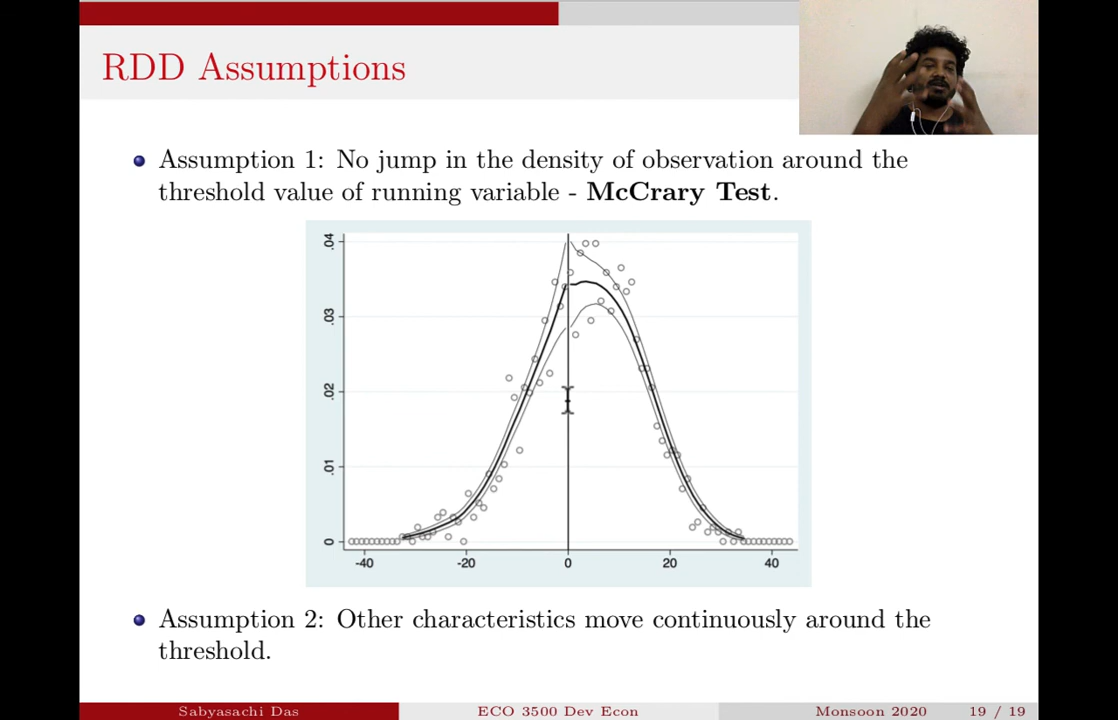 RDD Assumptions
Assumption 1: No jump in the density of observation around the
threshold value of running variable - McCrary Test.
.04
.03
.02
.01
0
-40
-20
0
20
40
Assumption 2: Other characteristics move continuously around the
threshold.
Sabyasachi Das
ECO 3500 Dev Econ
Monsoon 2020
19 / 19